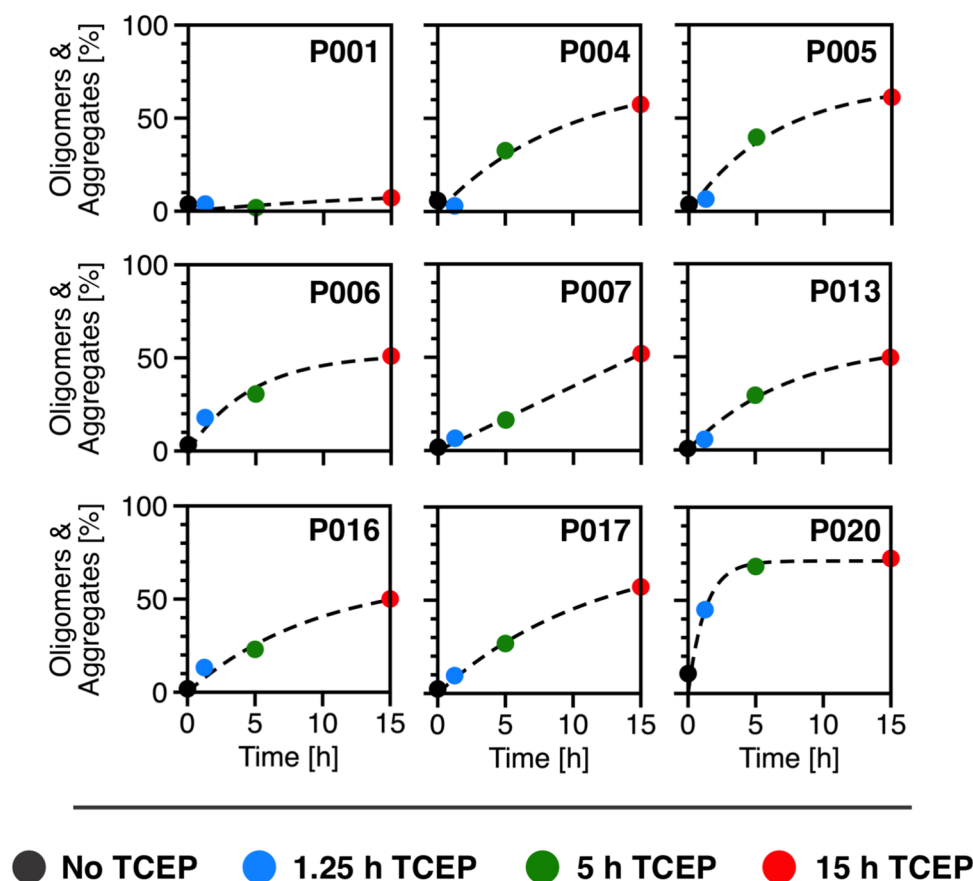 Oligomers &
Aggregates [%]
100
50
0
P001
P004
P005
Oligomers &
Aggregates [%]
100
50
0
P006
P007
P013
Oligomers &
Aggregates [%]
100
50
0
P016
P017
P020
0 5 10 15
0 5 10 15
0 5 10 15
Time [h]
Time [h]
Time [h]
No TCEP
1.25 h TCEP
5 h TCEP
15 h TCEP